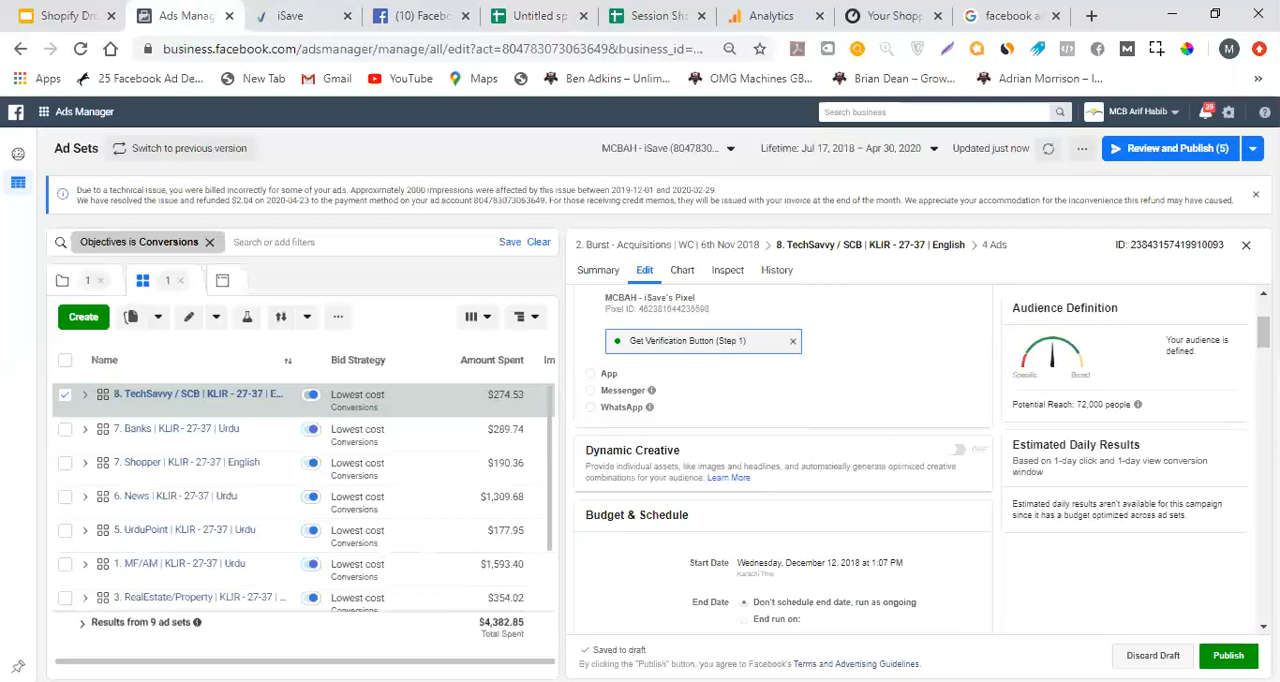 Shopify Dro
Ads Manag
iSave
(10) Facebo
Untitled sp
Session Sha
Analytics
Your Shopp
facebook a
business.facebook.com/adsmanager/manage/all/edit?act=804783073063649&business_id=...
M
Apps
25 Facebook Ad De...
New Tab
Gmail
YouTube
Maps
Ben Adkins – Unlim...
OMG Machines GB...
Brian Dean – Grow...
Adrian Morrison – I...
»
Ads Manager
Search business
MCB Arif Habib
39
Ad Sets
Switch to previous version
MCBAH - iSave (8047830...
Lifetime: Jul 17, 2018 – Apr 30, 2020
Updated just now
Review and Publish (5)
Due to a technical issue, you were billed incorrectly for some of your ads. Approximately 2000 impressions were affected by this issue between 2019-12-01 and 2020-02-29.
We have resolved the issue and refunded $2.04 on 2020-04-23 to the payment method on your ad account 804783073063649. For those receiving credit memos, they will be issued with your invoice at the end of the month. We appreciate your accommodation for the inconvenience this refund may have caused.
Objectives is Conversions
Search or add filters
Save Clear
1
1
Create
Name
Bid Strategy
Amount Spent
Im
8. TechSavvy / SCB | KLIR - 27-37 | E...
Lowest cost
Conversions
$274.53
7. Banks | KLIR - 27-37 | Urdu
Lowest cost
Conversions
$289.74
7. Shopper | KLIR - 27-37 | English
Lowest cost
Conversions
$190.36
6. News | KLIR - 27-37 | Urdu
Lowest cost
Conversions
$1,309.68
5. UrduPoint | KLIR - 27-37 | Urdu
Lowest cost
Conversions
$177.95
1. MF/AM | KLIR - 27-37 | Urdu
Lowest cost
Conversions
$1,593.40
3. RealEstate/Property | KLIR - 27-37 | ...
Lowest cost
Conversions
$354.02
Results from 9 ad sets
$4,382.85
Total Spent
2. Burst - Acquisitions | WC | 6th Nov 2018
8. TechSavvy / SCB | KLIR - 27-37 | English
4 Ads
ID: 23843157419910093
Summary
Edit
Chart
Inspect
History
MCBAH - iSave's Pixel
Pixel ID: 462381644235598
Get Verification Button (Step 1)
App
Messenger
WhatsApp
Dynamic Creative
OFF
Provide individual assets, like images and headlines, and automatically generate optimized creative
combinations for your audience. Learn More
Budget & Schedule
Start Date
Wednesday, December 12, 2018 at 1:07 PM
Karachi Time
End Date
Don't schedule end date, run as ongoing
End run on:
Audience Definition
Your audience is
defined.
Specific
Broad
Potential Reach: 72,000 people
Estimated Daily Results
Based on 1-day click and 1-day view conversion
window
Estimated daily results aren't available for this campaign
since it has a budget optimized across ad sets.
Saved to draft
By clicking the "Publish" button, you agree to Facebook's Terms and Advertising Guidelines.
Discard Draft
Publish